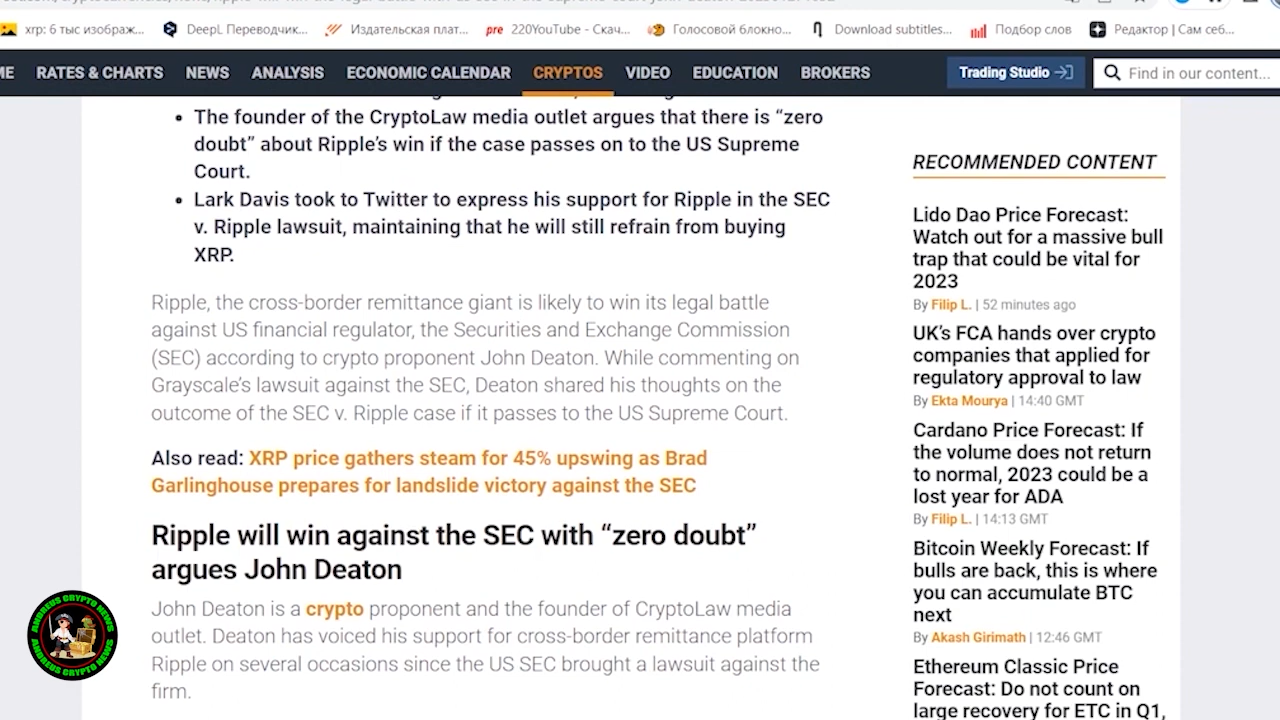 xrp: 6 тыс изображ...
DeepL Переводчик...
Издательская плат...
220YouTube - Скач...
Голосовой блокно...
Download subtitles...
Подбор слов
Редактор | Сам себ...
ME
RATES & CHARTS
NEWS
ANALYSIS
ECONOMIC CALENDAR
CRYPTOS
VIDEO
EDUCATION
BROKERS
Trading Studio
Find in our content...
• The founder of the CryptoLaw media outlet argues that there is “zero
doubt” about Ripple’s win if the case passes on to the US Supreme
Court.
• Lark Davis took to Twitter to express his support for Ripple in the SEC
v. Ripple lawsuit, maintaining that he will still refrain from buying
XRP.
Ripple, the cross-border remittance giant is likely to win its legal battle
against US financial regulator, the Securities and Exchange Commission
(SEC) according to crypto proponent John Deaton. While commenting on
Grayscale’s lawsuit against the SEC, Deaton shared his thoughts on the
outcome of the SEC v. Ripple case if it passes to the US Supreme Court.
Also read: XRP price gathers steam for 45% upswing as Brad
Garlinghouse prepares for landslide victory against the SEC
Ripple will win against the SEC with “zero doubt”
argues John Deaton
John Deaton is a crypto proponent and the founder of CryptoLaw media
outlet. Deaton has voiced his support for cross-border remittance platform
Ripple on several occasions since the US SEC brought a lawsuit against the
firm.
RECOMMENDED CONTENT
Lido Dao Price Forecast:
Watch out for a massive bull
trap that could be vital for
2023
By Filip L. | 52 minutes ago
UK’s FCA hands over crypto
companies that applied for
regulatory approval to law
By Ekta Mourya | 14:40 GMT
Cardano Price Forecast: If
the volume does not return
to normal, 2023 could be a
lost year for ADA
By Filip L. | 14:13 GMT
Bitcoin Weekly Forecast: If
bulls are back, this is where
you can accumulate BTC
next
By Akash Girimath | 12:46 GMT
Ethereum Classic Price
Forecast: Do not count on
large recovery for ETC in Q1,
ANDREUS CRYPTO NEWS
ANDREUS CRYPTO NEWS